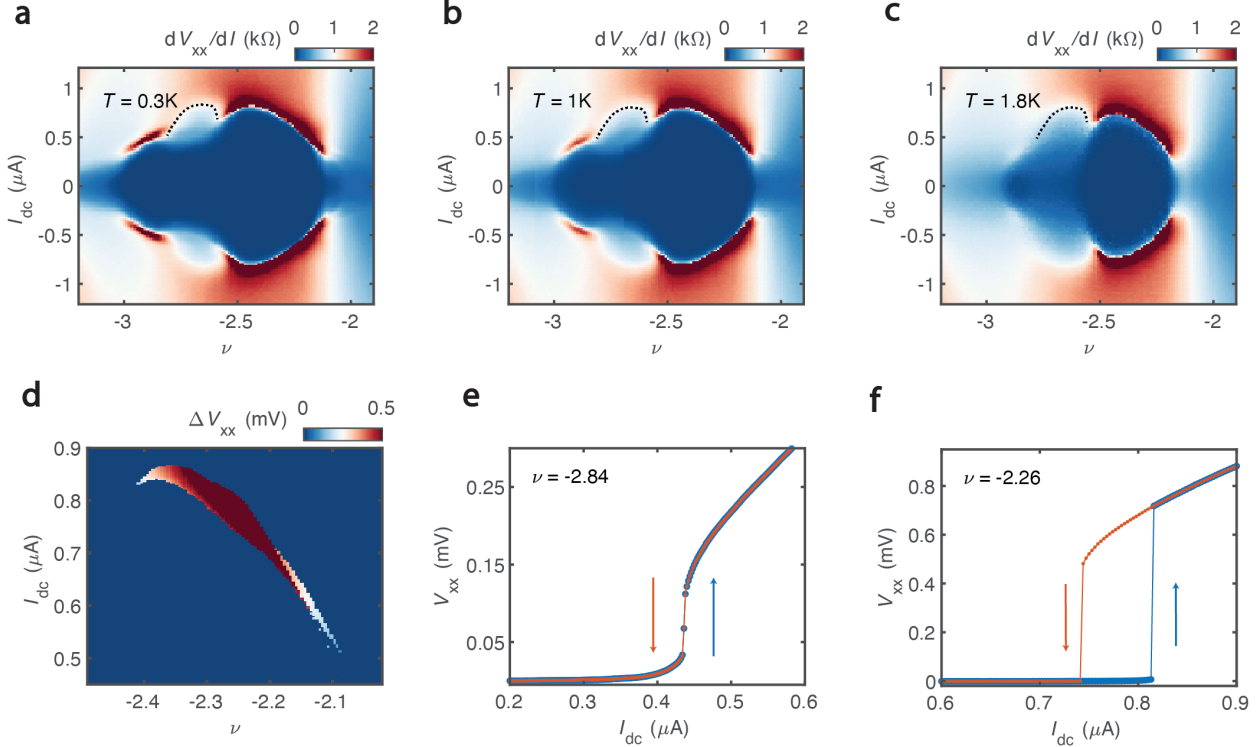 a
dVxx/dI (kΩ)
0 1 2
T = 0.3K
1
0.5
0
-0.5
-1
Idc (μA)
-3 -2.5 -2
ν
b
dVxx/dI (kΩ)
0 1 2
T = 1K
1
0.5
0
-0.5
-1
Idc (μA)
-3 -2.5 -2
ν
c
dVxx/dI (kΩ)
0 1 2
T = 1.8K
1
0.5
0
-0.5
-1
Idc (μA)
-3 -2.5 -2
ν
d
ΔVxx (mV)
0 0.5
0.9
0.8
0.7
0.6
0.5
Idc (μA)
-2.4 -2.3 -2.2 -2.1
ν
e
ν = -2.84
0.25
0.15
0.05
Vxx (mV)
0.2 0.3 0.4 0.5 0.6
Idc (μA)
f
ν = -2.26
0.8
0.6
0.4
0.2
0
Vxx (mV)
0.6 0.7 0.8 0.9
Idc (μA)